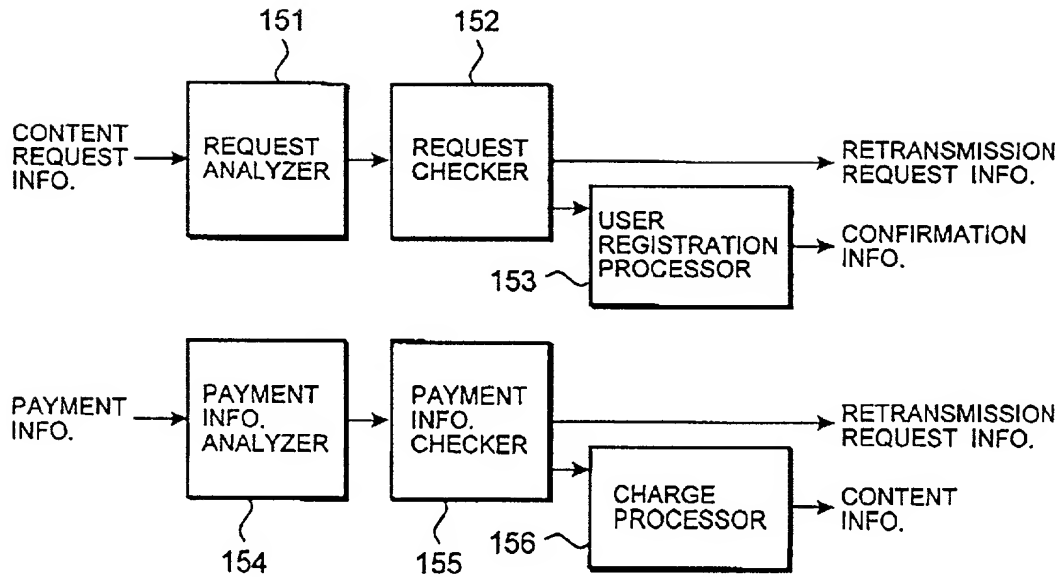 151
152
CONTENT
REQUEST
INFO.
REQUEST
ANALYZER
REQUEST
CHECKER
RETRANSMISSION
REQUEST INFO.
USER
REGISTRATION
PROCESSOR
CONFIRMATION
INFO.
153
PAYMENT
INFO.
PAYMENT
INFO.
ANALYZER
PAYMENT
INFO.
CHECKER
RETRANSMISSION
REQUEST INFO.
CHARGE
PROCESSOR
CONTENT
INFO.
154
155
156